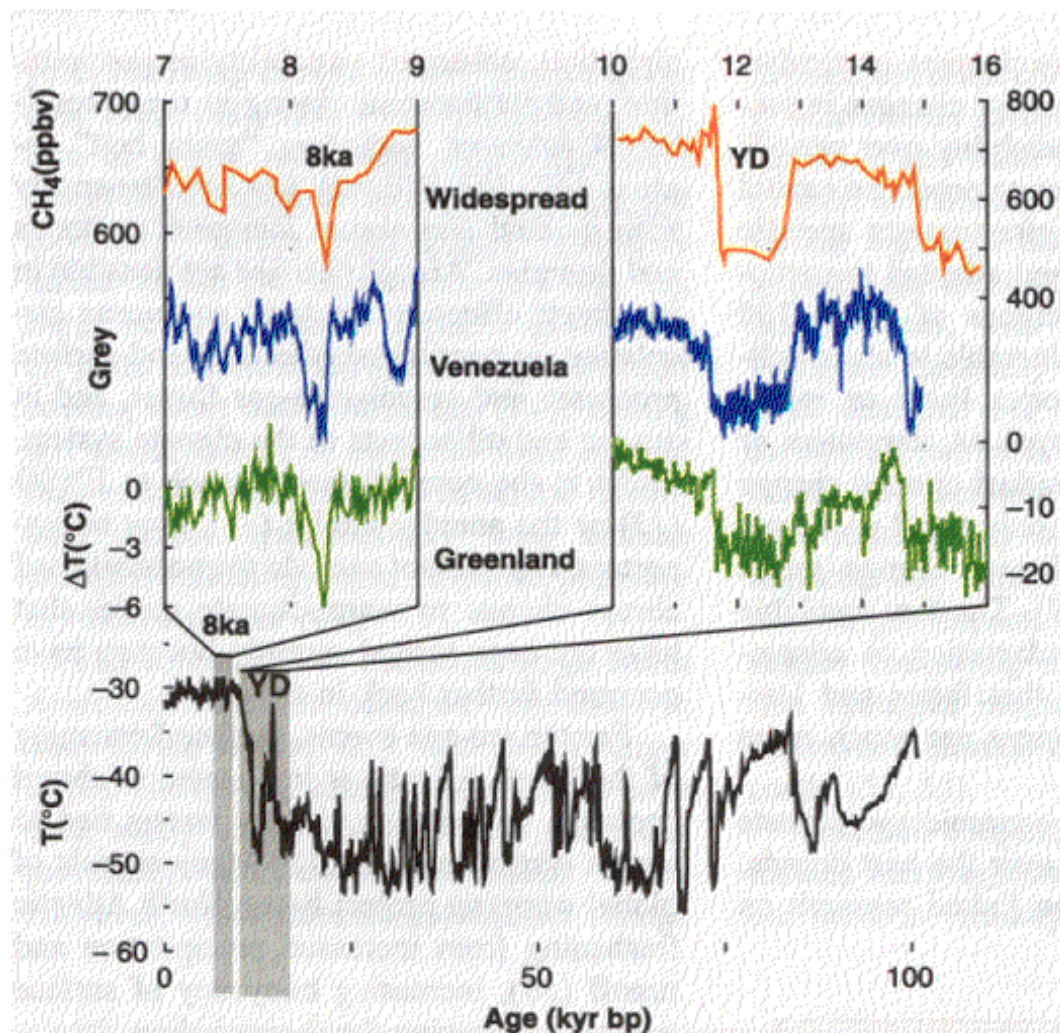 7 8 9 10 12 14 16
700 800
CH₄(ppbv)
8ka YD
Widespread 600
600
400
Grey
Venezuela
0 0
−10
−3
ΔT(°C)
Greenland
−20
−6
8ka
−30
YD
−40
T(°C)
−50
−60
0 50 100
Age (kyr bp)